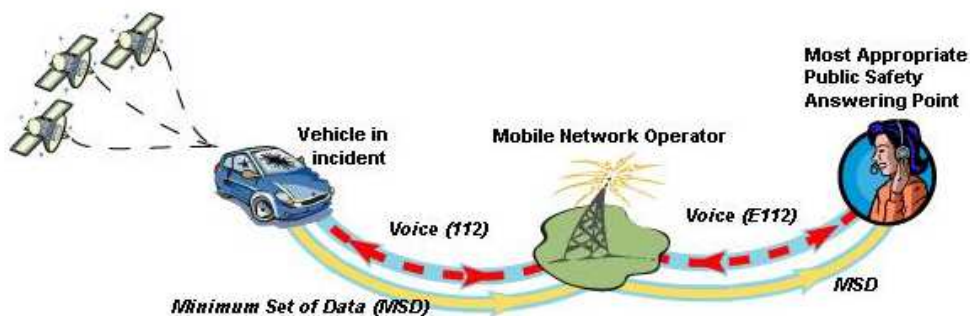 Most Appropriate
Public Safety
Answering Point
Vehicle in
incident
Mobile Network Operator
Voice (112)
Voice (E112)
Minimum Set of Data (MSD)
MSD